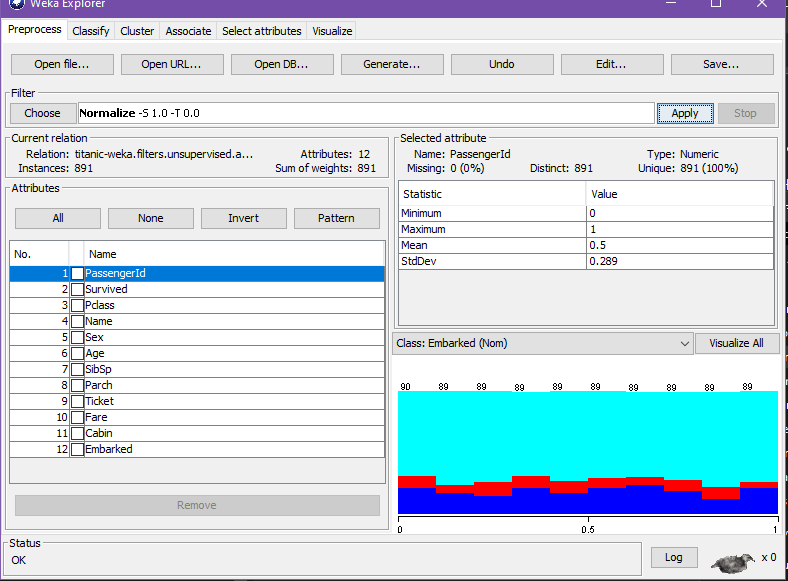 Weka Explorer
Preprocess Classify Cluster Associate Select attributes Visualize
Open file... Open URL... Open DB... Generate... Undo Edit... Save...
Filter
Choose Normalize -S 1.0 -T 0.0 Apply Stop
Current relation
Relation: titanic-weka.filters.unsupervised.a... Attributes: 12
Instances: 891 Sum of weights: 891
Attributes
All None Invert Pattern
No. Name
1 PassengerId
2 Survived
3 Pclass
4 Name
5 Sex
6 Age
7 SibSp
8 Parch
9 Ticket
10 Fare
11 Cabin
12 Embarked
Remove
Selected attribute
Name: PassengerId Type: Numeric
Missing: 0 (0%) Distinct: 891 Unique: 891 (100%)
Statistic Value
Minimum 0
Maximum 1
Mean 0.5
StdDev 0.289
Class: Embarked (Nom) Visualize All
90 89 89 89 89 89 89 89 89 89
0 0.5 1
Status
OK
Log x 0